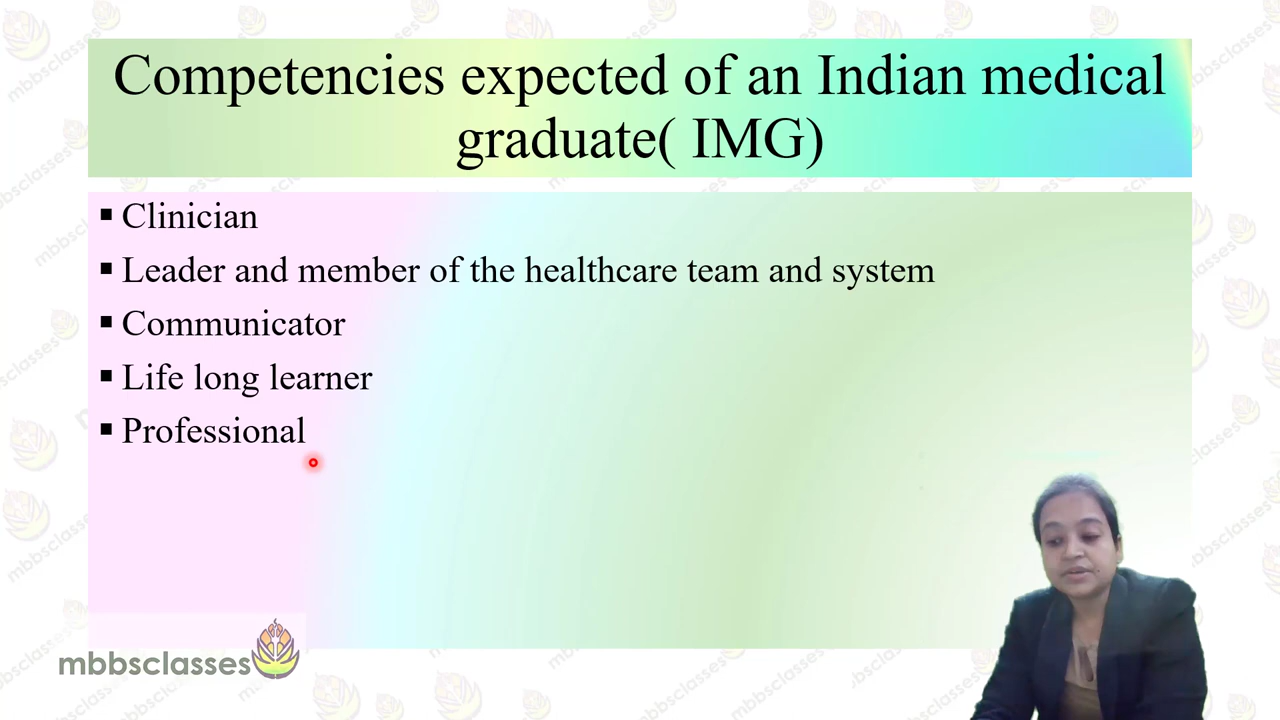 Competencies expected of an Indian medical
graduate( IMG)
Clinician
Leader and member of the healthcare team and system
Communicator
Life long learner
Professional
mbbsclasses